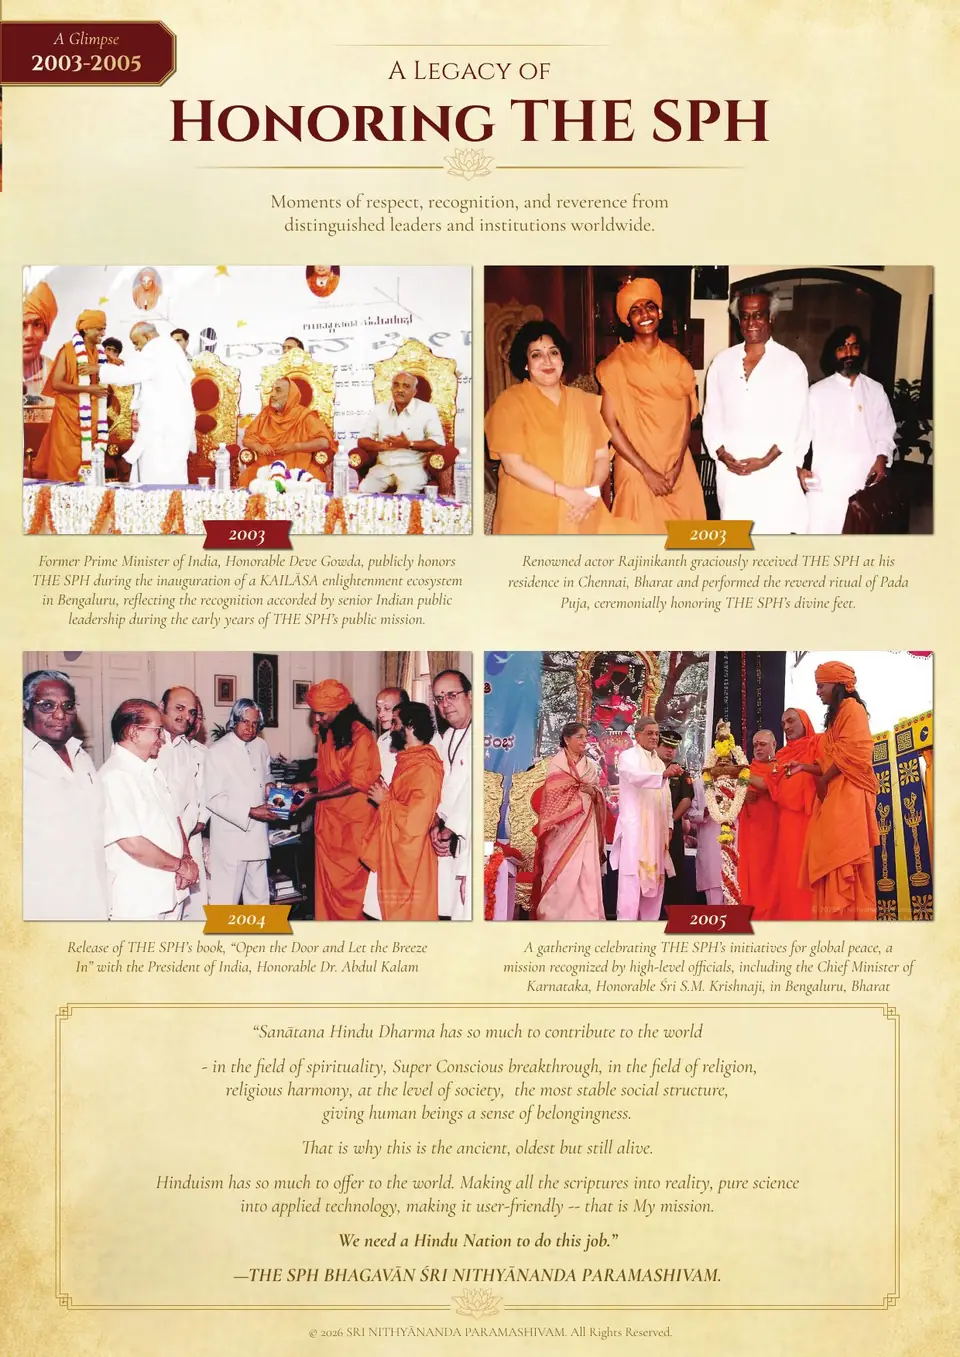 A Glimpse
2003-2005
A Legacy of
Honoring THE SPH
Moments of respect, recognition, and reverence from
distinguished leaders and institutions worldwide.
2003
Former Prime Minister of India, Honorable Deve Gowda, publicly honors
THE SPH during the inauguration of a KAILĀSA enlightenment ecosystem
in Bengaluru, reflecting the recognition accorded by senior Indian public
leadership during the early years of THE SPH's public mission.
2003
Renowned actor Rajinikanth graciously received THE SPH at his
residence in Chennai, Bharat and performed the revered ritual of Pada
Puja, ceremonially honoring THE SPH's divine feet.
2004
Release of THE SPH's book, “Open the Door and Let the Breeze
In” with the President of India, Honorable Dr. Abdul Kalam
2005
A gathering celebrating THE SPH's initiatives for global peace, a
mission recognized by high-level officials, including the Chief Minister of
Karnataka, Honorable Śri S.M. Krishnaji, in Bengaluru, Bharat
“Sanātana Hindu Dharma has so much to contribute to the world
- in the field of spirituality, Super Conscious breakthrough, in the field of religion,
religious harmony, at the level of society, the most stable social structure,
giving human beings a sense of belongingness.
That is why this is the ancient, oldest but still alive.
Hinduism has so much to offer to the world. Making all the scriptures into reality, pure science
into applied technology, making it user-friendly -- that is My mission.
We need a Hindu Nation to do this job.”
—THE SPH BHAGAVĀN ŚRI NITHYĀNANDA PARAMASHIVAM.
© 2026 SRI NITHYĀNANDA PARAMASHIVAM. All Rights Reserved.